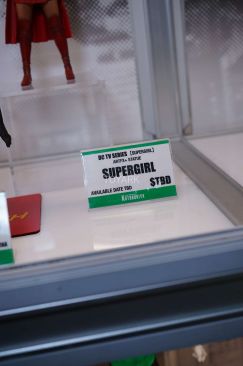 DC TV SERIES [SUPERGIRL]
ARTFX+ STATUE
SUPERGIRL
AVAILABLE DATE TBD
$TBD
KOTOBUKIYA